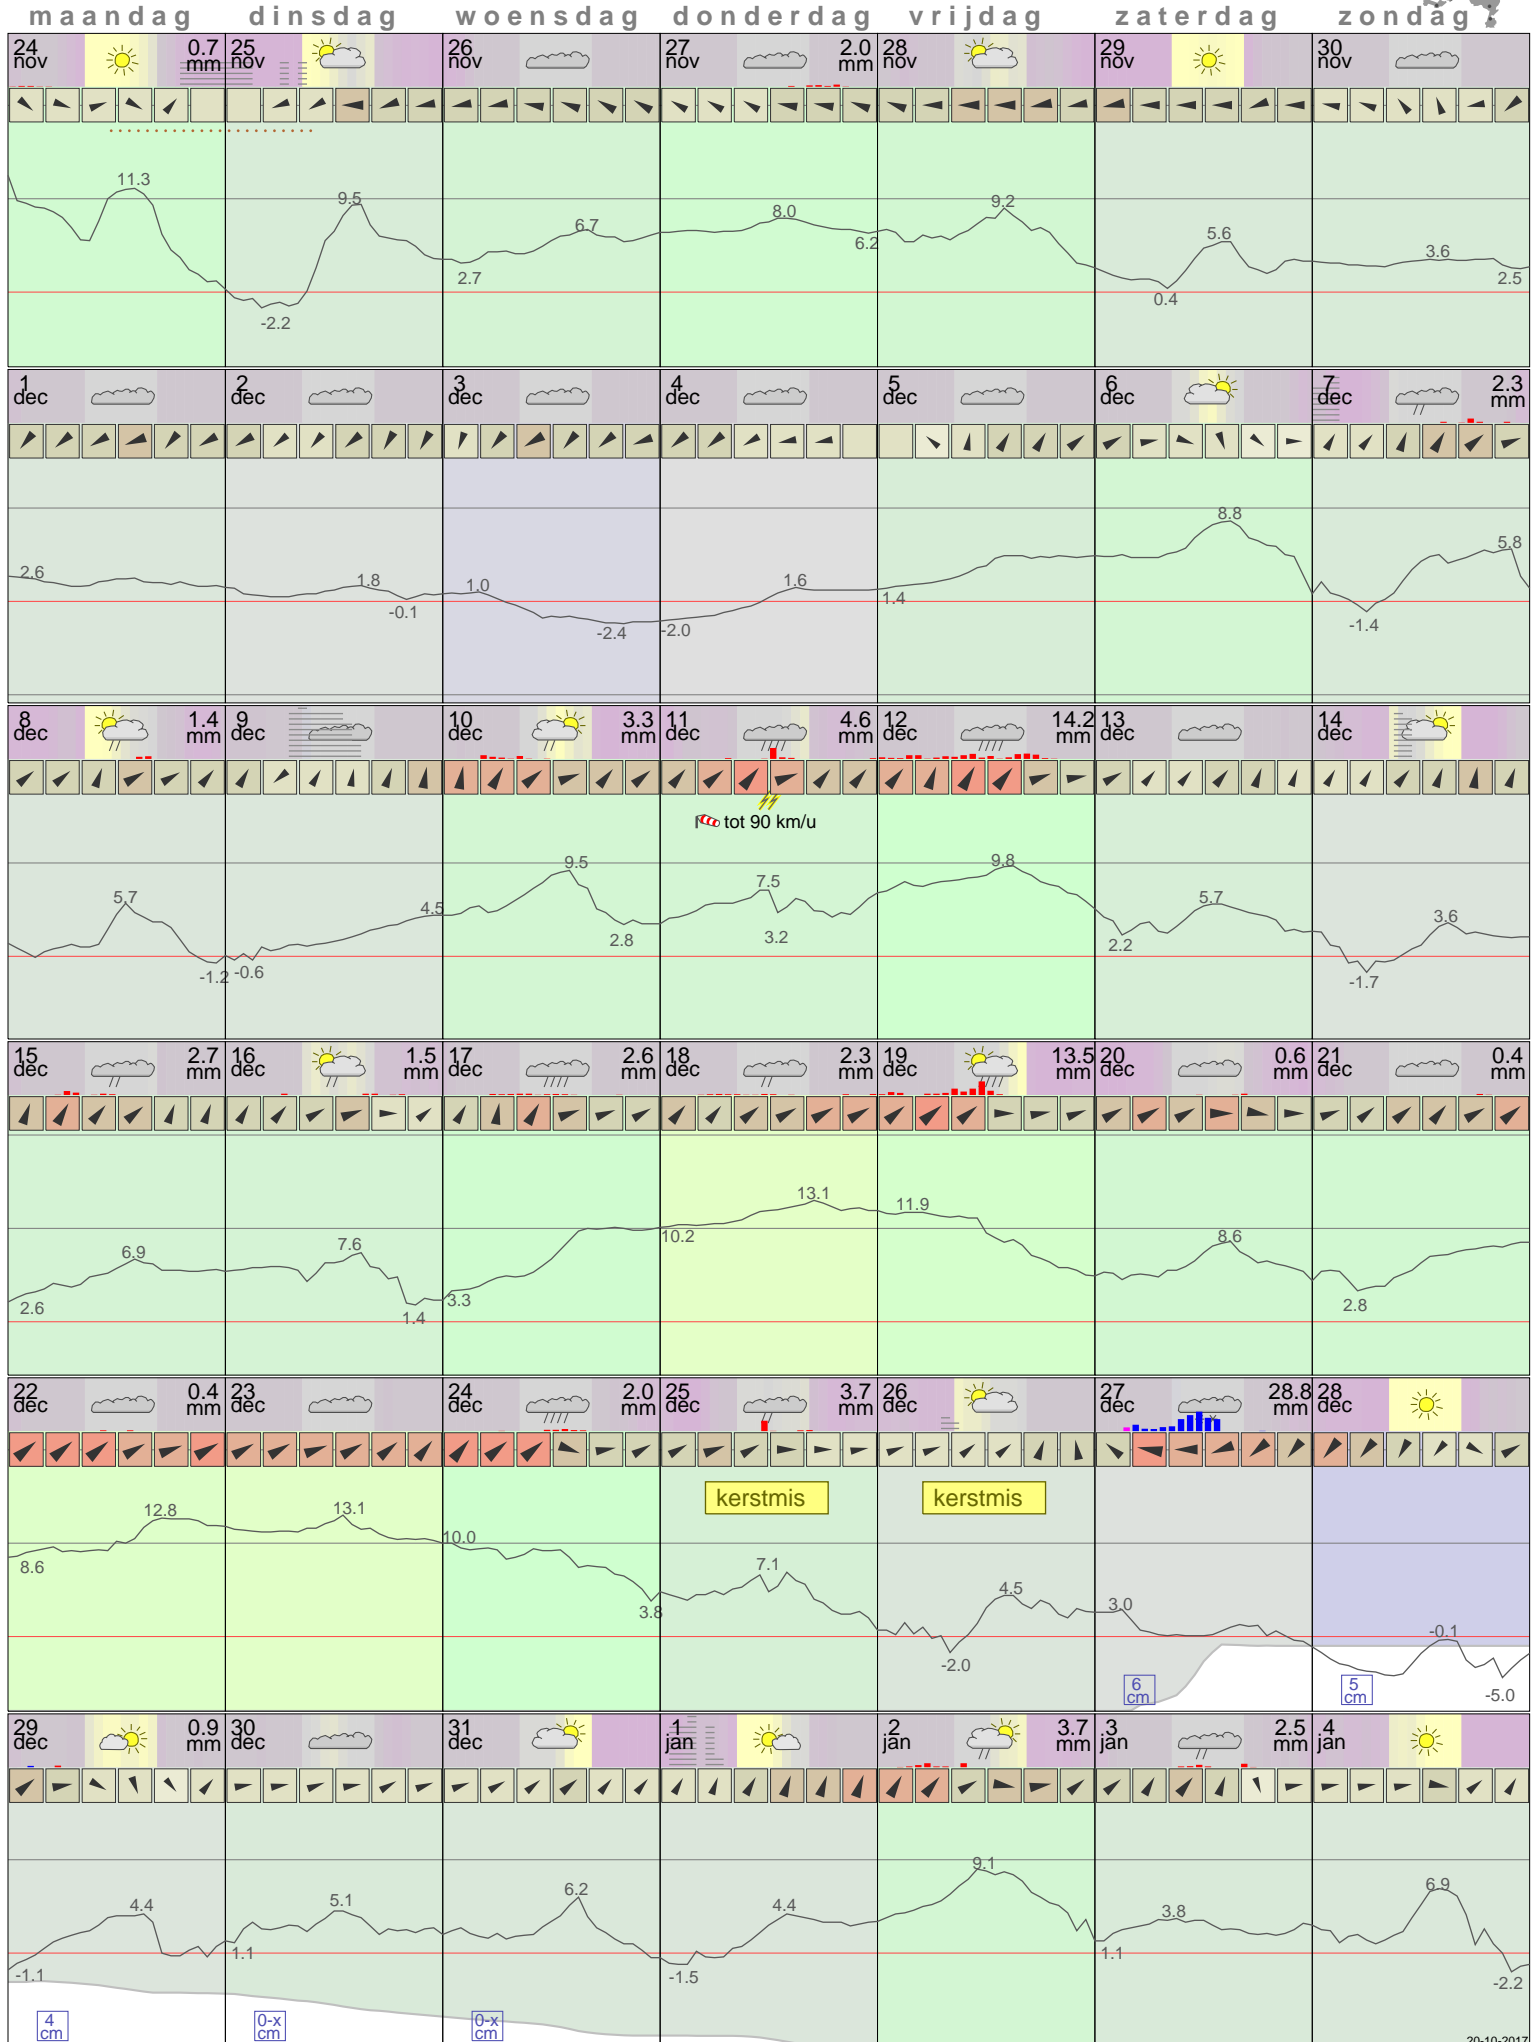 maandag dinsdag woensdag donderdag vrijdag zaterdag zondag
24 0.7 25 26 27 2.0 28 29 30
nov mm nov nov nov mm nov nov nov
11.3 9.5 6.7 8.0 9.2 5.6 3.6
-2.2 2.7 6.2 0.4 2.5
1 2 3 4 5 6 7 2.3
dec dec dec dec dec dec dec mm
2.6 1.8 1.0 1.6 1.4 8.8 5.8
-0.1 -2.4 -2.0 -1.4
8 1.4 9 10 3.3 11 4.6 12 14.2 13 14
dec mm dec dec mm dec mm dec mm dec dec
tot 90 km/u
5.7 4.5 9.5 7.5 9.8 5.7 3.6
-1.2 -0.6 2.8 3.2 2.2 -1.7
15 2.7 16 1.5 17 2.6 18 2.3 19 13.5 20 0.6 21 0.4
dec mm dec mm dec mm dec mm dec mm dec mm dec mm
6.9 7.6 13.1 11.9 8.6
2.6 1.4 3.3 10.2 2.8
22 0.4 23 24 2.0 25 3.7 26 27 28.8 28
dec mm dec dec mm dec mm dec dec mm dec
kerstmis kerstmis
12.8 13.1 10.0 7.1 4.5 3.0 -0.1
8.6 3.8 -2.0 -5.0
6 5
cm cm
29 0.9 30 31 1 2 3.7 3 2.5 4
dec mm dec dec jan jan mm jan mm jan
4.4 5.1 6.2 4.4 9.1 3.8 6.9
-1.1 1.1 -1.5 1.1 -2.2
4 0-x 0-x
cm cm cm
20-10-2017